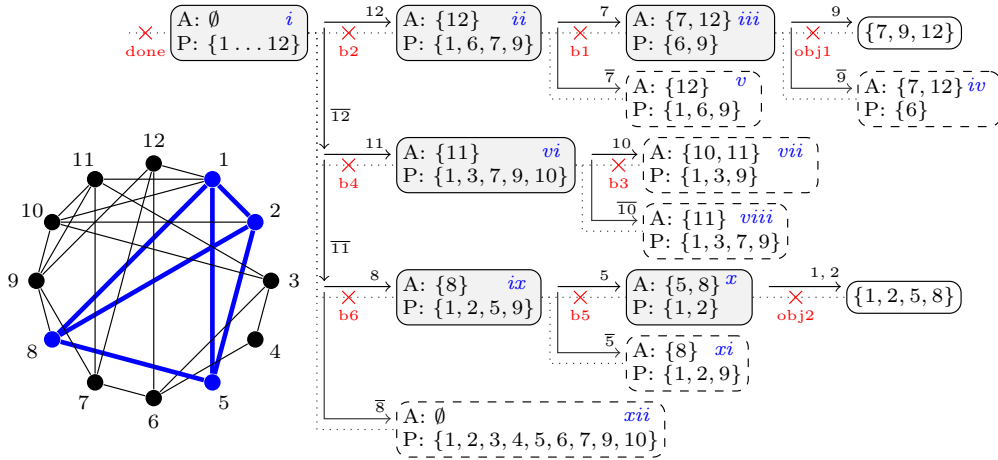 12
7
9
A: ∅ i
P: {1 . . . 12}
A: {12} ii
P: {1, 6, 7, 9}
A: {7, 12} iii
P: {6, 9}
{7, 9, 12}
done
b2
b1
obj1
7̅
9̅
A: {12} v
P: {1, 6, 9}
A: {7, 12} iv
P: {6}
1̅2̅
11
10
A: {11} vi
P: {1, 3, 7, 9, 10}
A: {10, 11} vii
P: {1, 3, 9}
b4
b3
1̅0̅
A: {11} viii
P: {1, 3, 7, 9}
1̅1̅
8
5
1, 2
A: {8} ix
P: {1, 2, 5, 9}
A: {5, 8} x
P: {1, 2}
{1, 2, 5, 8}
b6
b5
obj2
5̅
A: {8} xi
P: {1, 2, 9}
8̅
A: ∅ xii
P: {1, 2, 3, 4, 5, 6, 7, 9, 10}
12
11
1
10
2
9
3
8
4
7
5
6